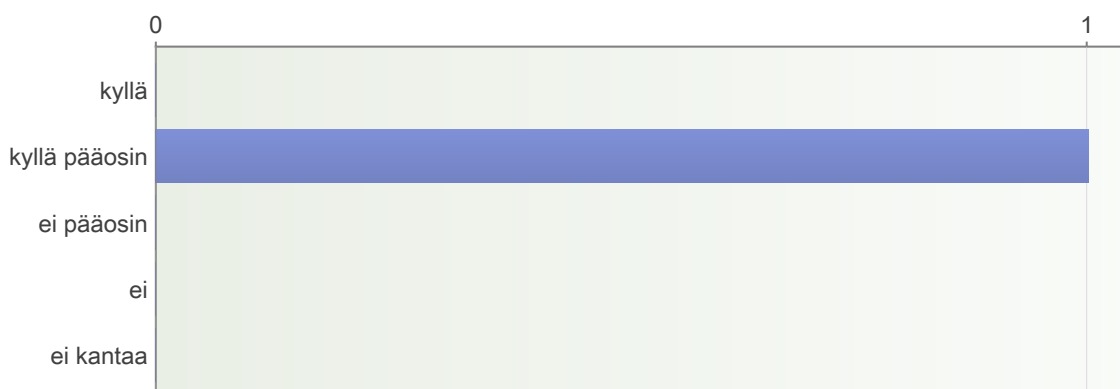 0 1
kyllä
kyllä pääosin
ei pääosin
ei
ei kantaa